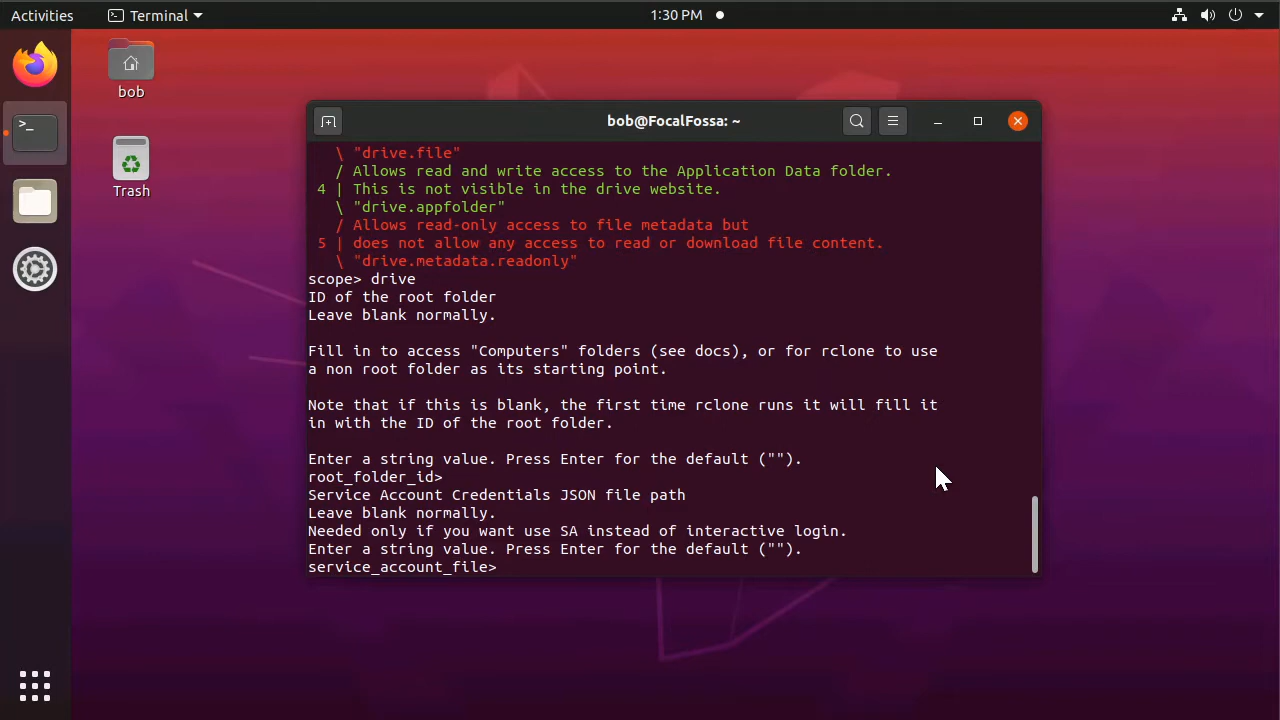 Activities
Terminal
1:30 PM
bob
Trash
bob@FocalFossa: ~
>_
\ "drive.file"
/ Allows read and write access to the Application Data folder.
4 | This is not visible in the drive website.
\ "drive.appfolder"
/ Allows read-only access to file metadata but
5 | does not allow any access to read or download file content.
\ "drive.metadata.readonly"
scope> drive
ID of the root folder
Leave blank normally.
Fill in to access "Computers" folders (see docs), or for rclone to use
a non root folder as its starting point.
Note that if this is blank, the first time rclone runs it will fill it
in with the ID of the root folder.
Enter a string value. Press Enter for the default ("").
root_folder_id>
Service Account Credentials JSON file path
Leave blank normally.
Needed only if you want use SA instead of interactive login.
Enter a string value. Press Enter for the default ("").
service_account_file>